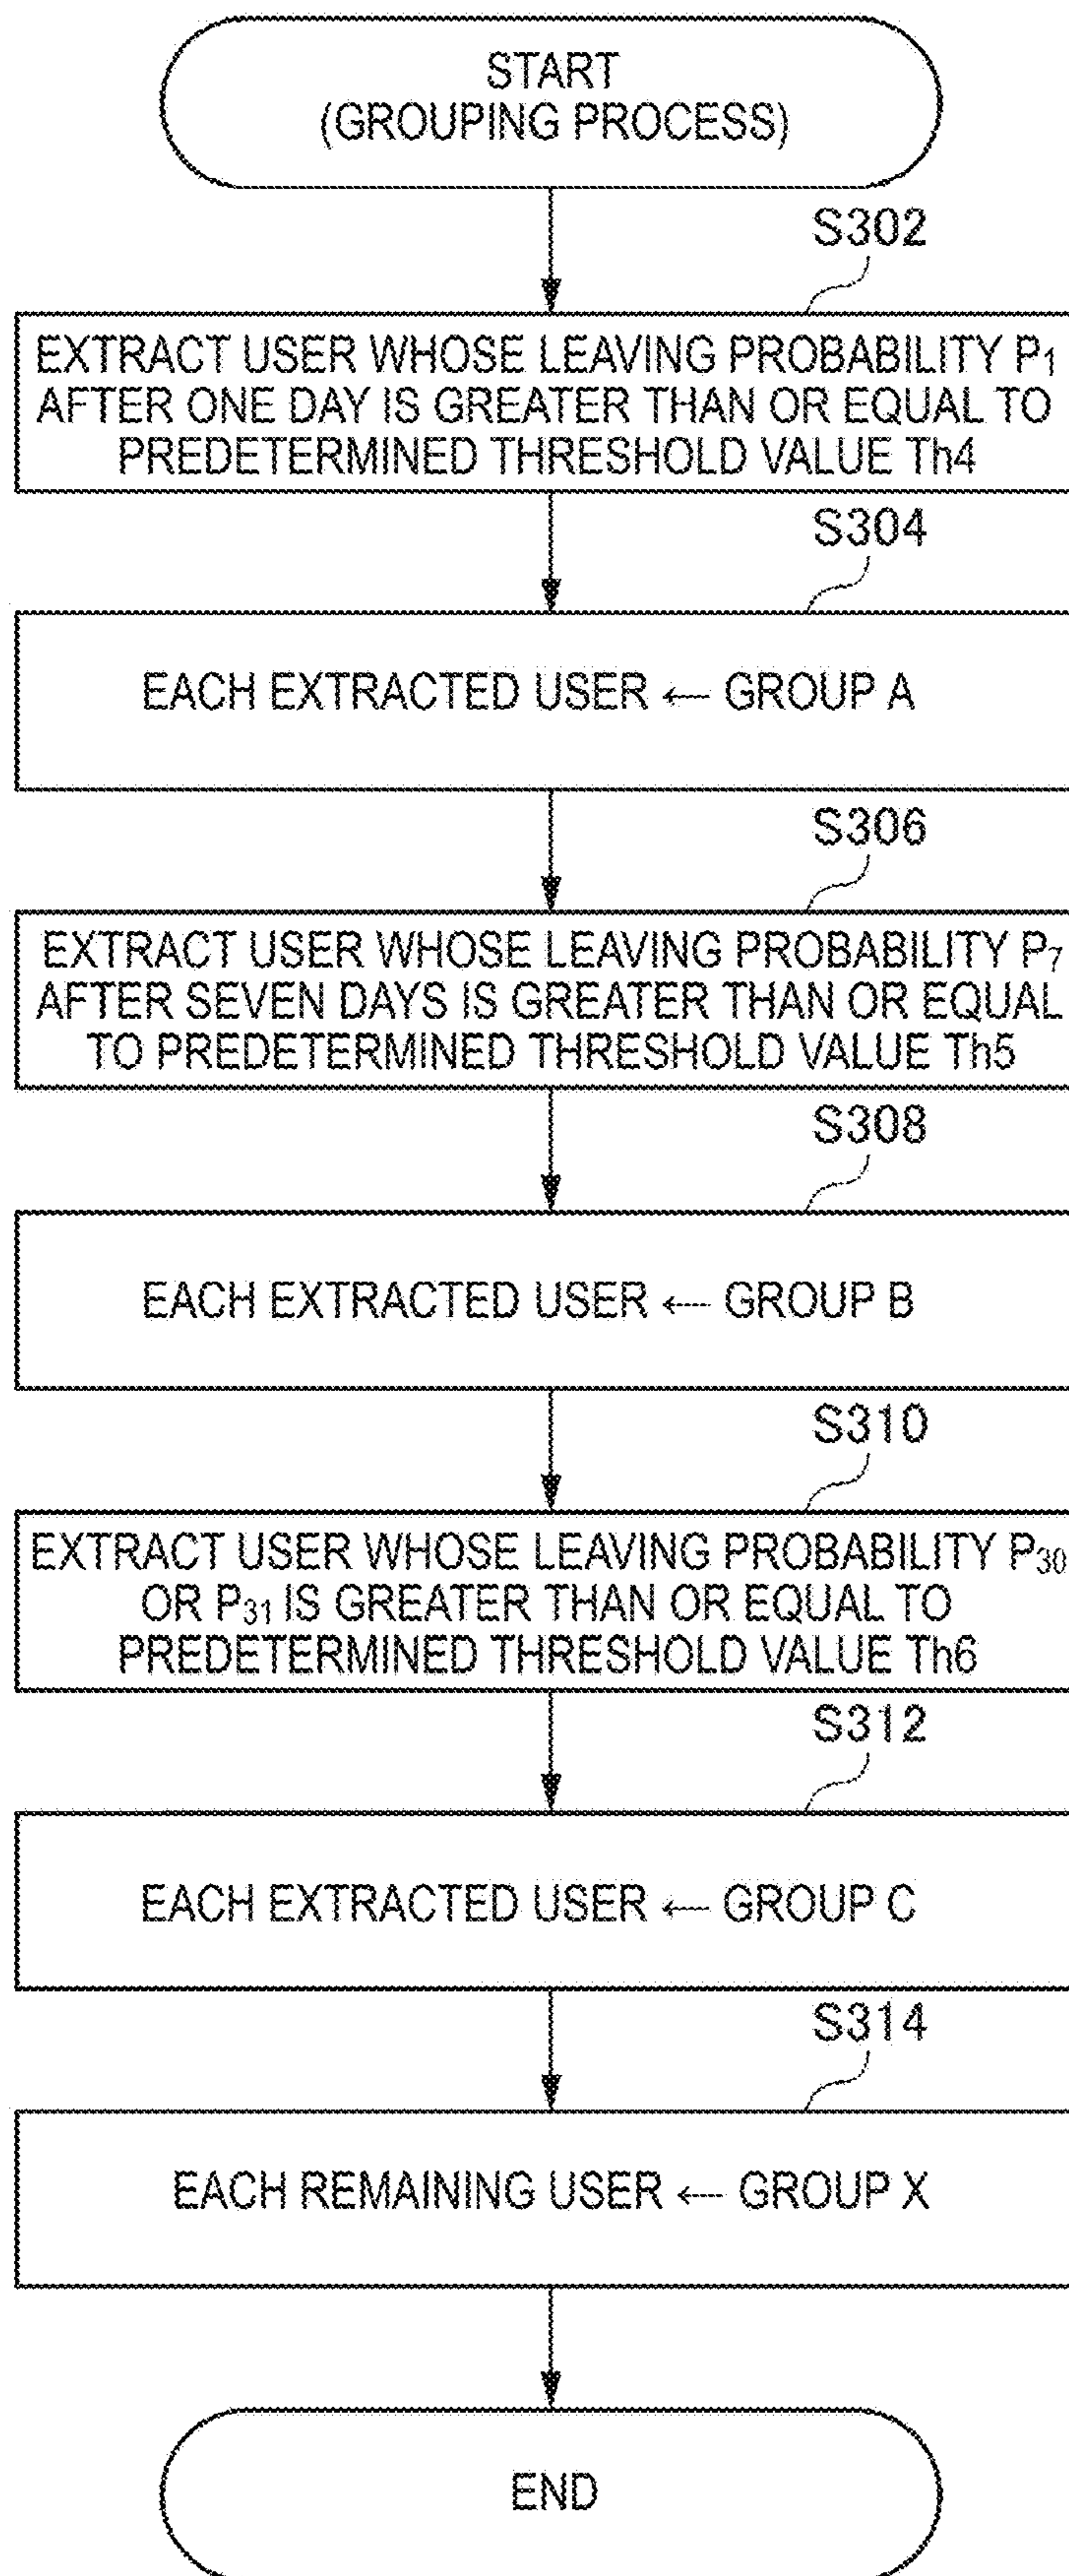 START
(GROUPING PROCESS)
S302
EXTRACT USER WHOSE LEAVING PROBABILITY P₁
AFTER ONE DAY IS GREATER THAN OR EQUAL TO
PREDETERMINED THRESHOLD VALUE Th4
S304
EACH EXTRACTED USER ← GROUP A
S306
EXTRACT USER WHOSE LEAVING PROBABILITY P₇
AFTER SEVEN DAYS IS GREATER THAN OR EQUAL
TO PREDETERMINED THRESHOLD VALUE Th5
S308
EACH EXTRACTED USER ← GROUP B
S310
EXTRACT USER WHOSE LEAVING PROBABILITY P₃₀
OR P₃₁ IS GREATER THAN OR EQUAL TO
PREDETERMINED THRESHOLD VALUE Th6
S312
EACH EXTRACTED USER ← GROUP C
S314
EACH REMAINING USER ← GROUP X
END